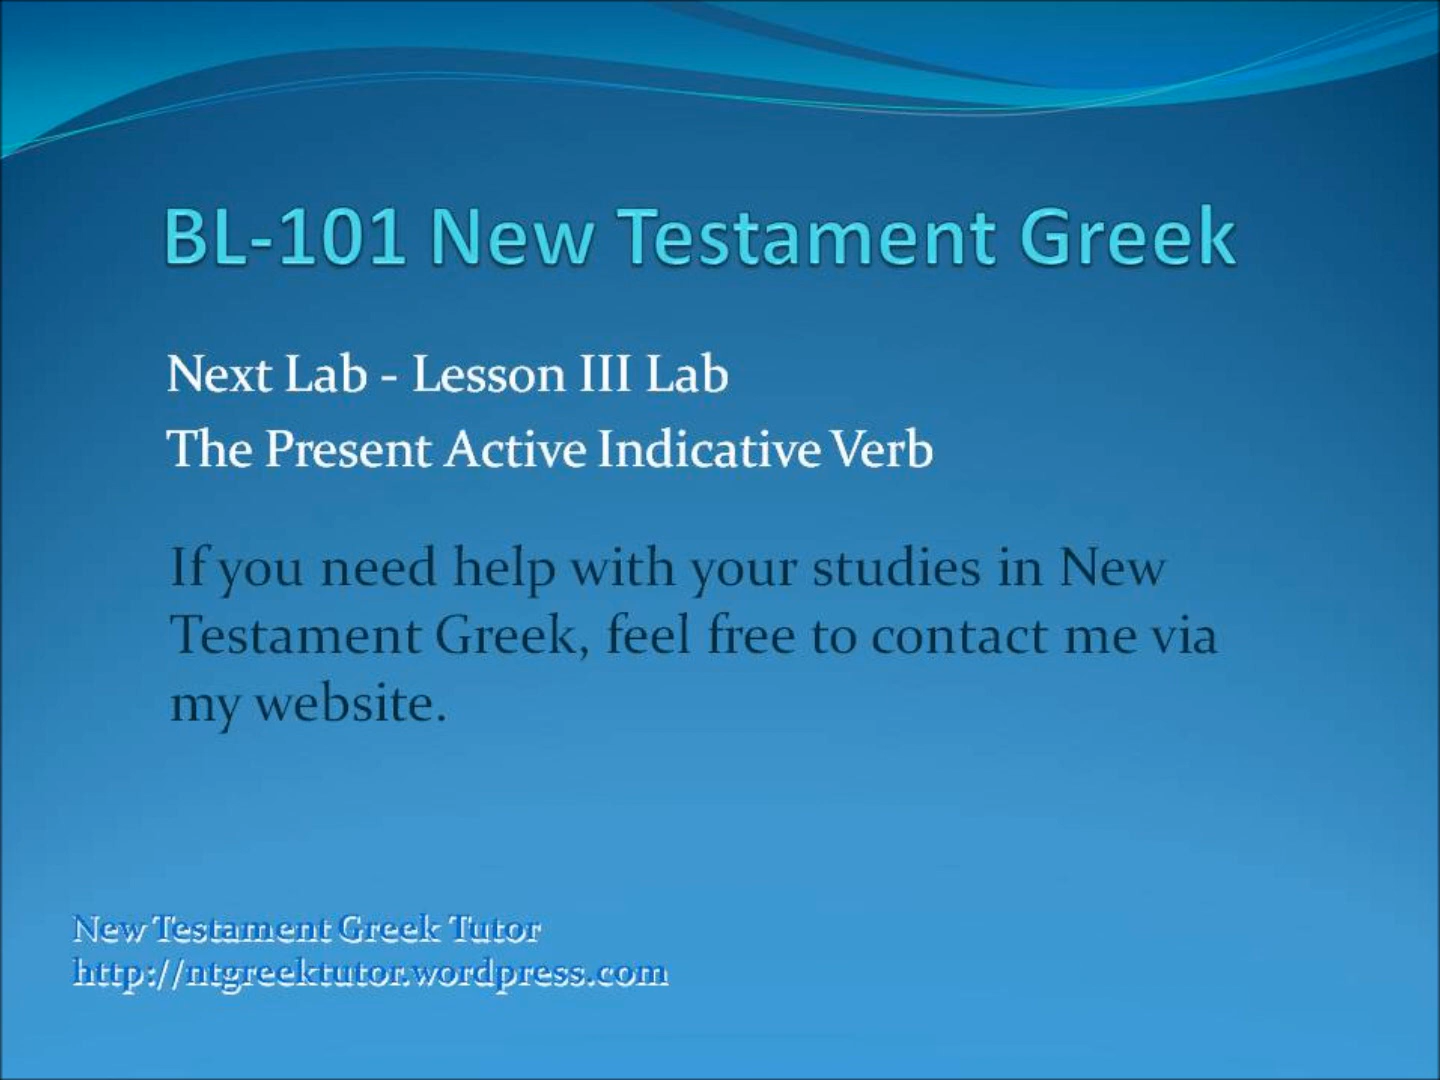 BL-101 New Testament Greek
Next Lab - Lesson III Lab
The Present Active Indicative Verb
If you need help with your studies in New
Testament Greek, feel free to contact me via
my website.
New Testament Greek Tutor
http://ntgreektutor.wordpress.com